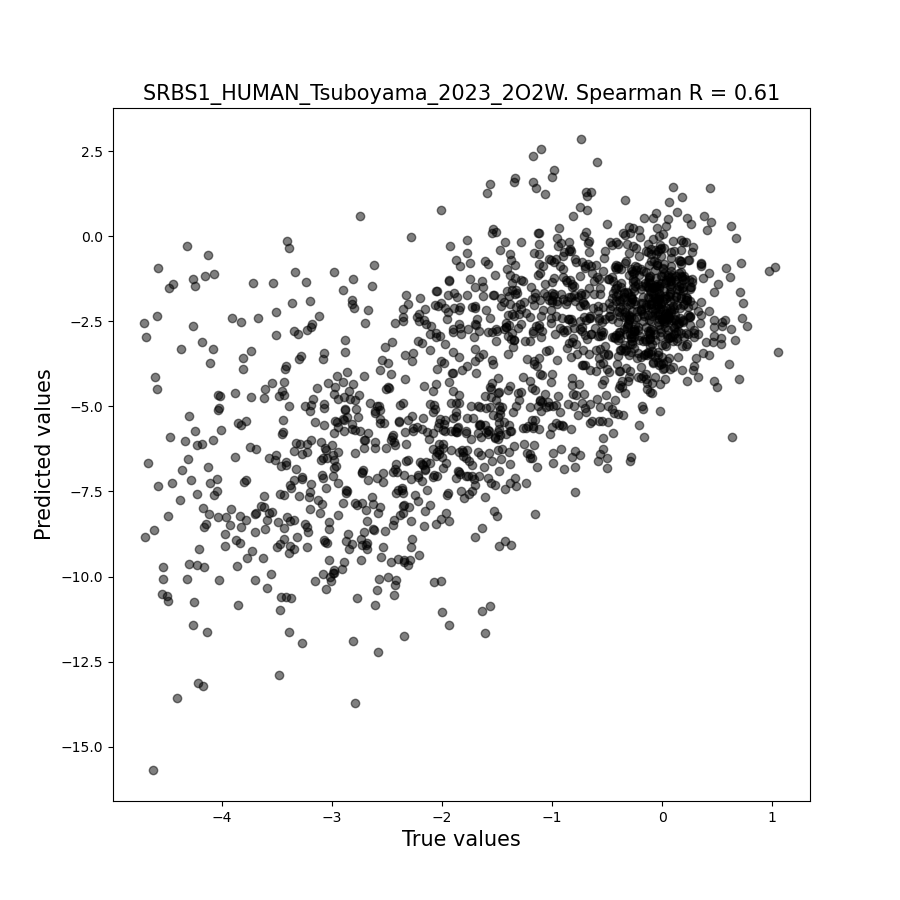 SRBS1_HUMAN_Tsuboyama_2023_2O2W. Spearman R = 0.61
2.5
0.0
−2.5
−5.0
−7.5
−10.0
−12.5
−15.0
Predicted values
−4 −3 −2 −1 0 1
True values